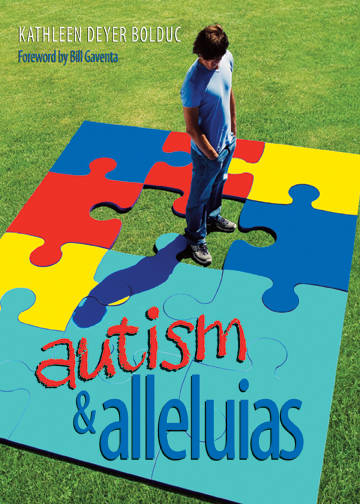 KATHLEEN DEYER BOLDUC
Foreword by Bill Gaventa
autism
& alleluias